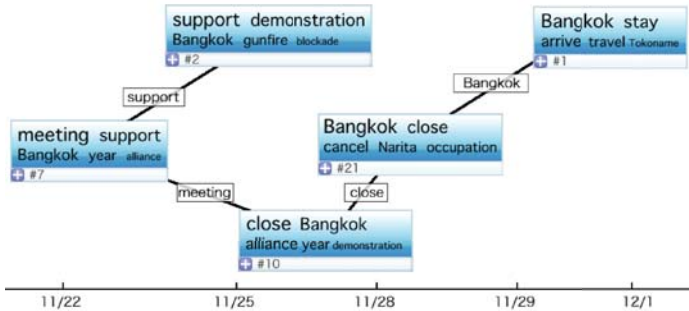 support demonstration
Bangkok gunfire blockade
#2
Bangkok stay
arrive travel Tokoname
#1
support
Bangkok
meeting support
Bangkok year alliance
#7
Bangkok close
cancel Narita occupation
#21
meeting
close
close Bangkok
alliance year demonstration
#10
11/22
11/25
11/28
11/29
12/1